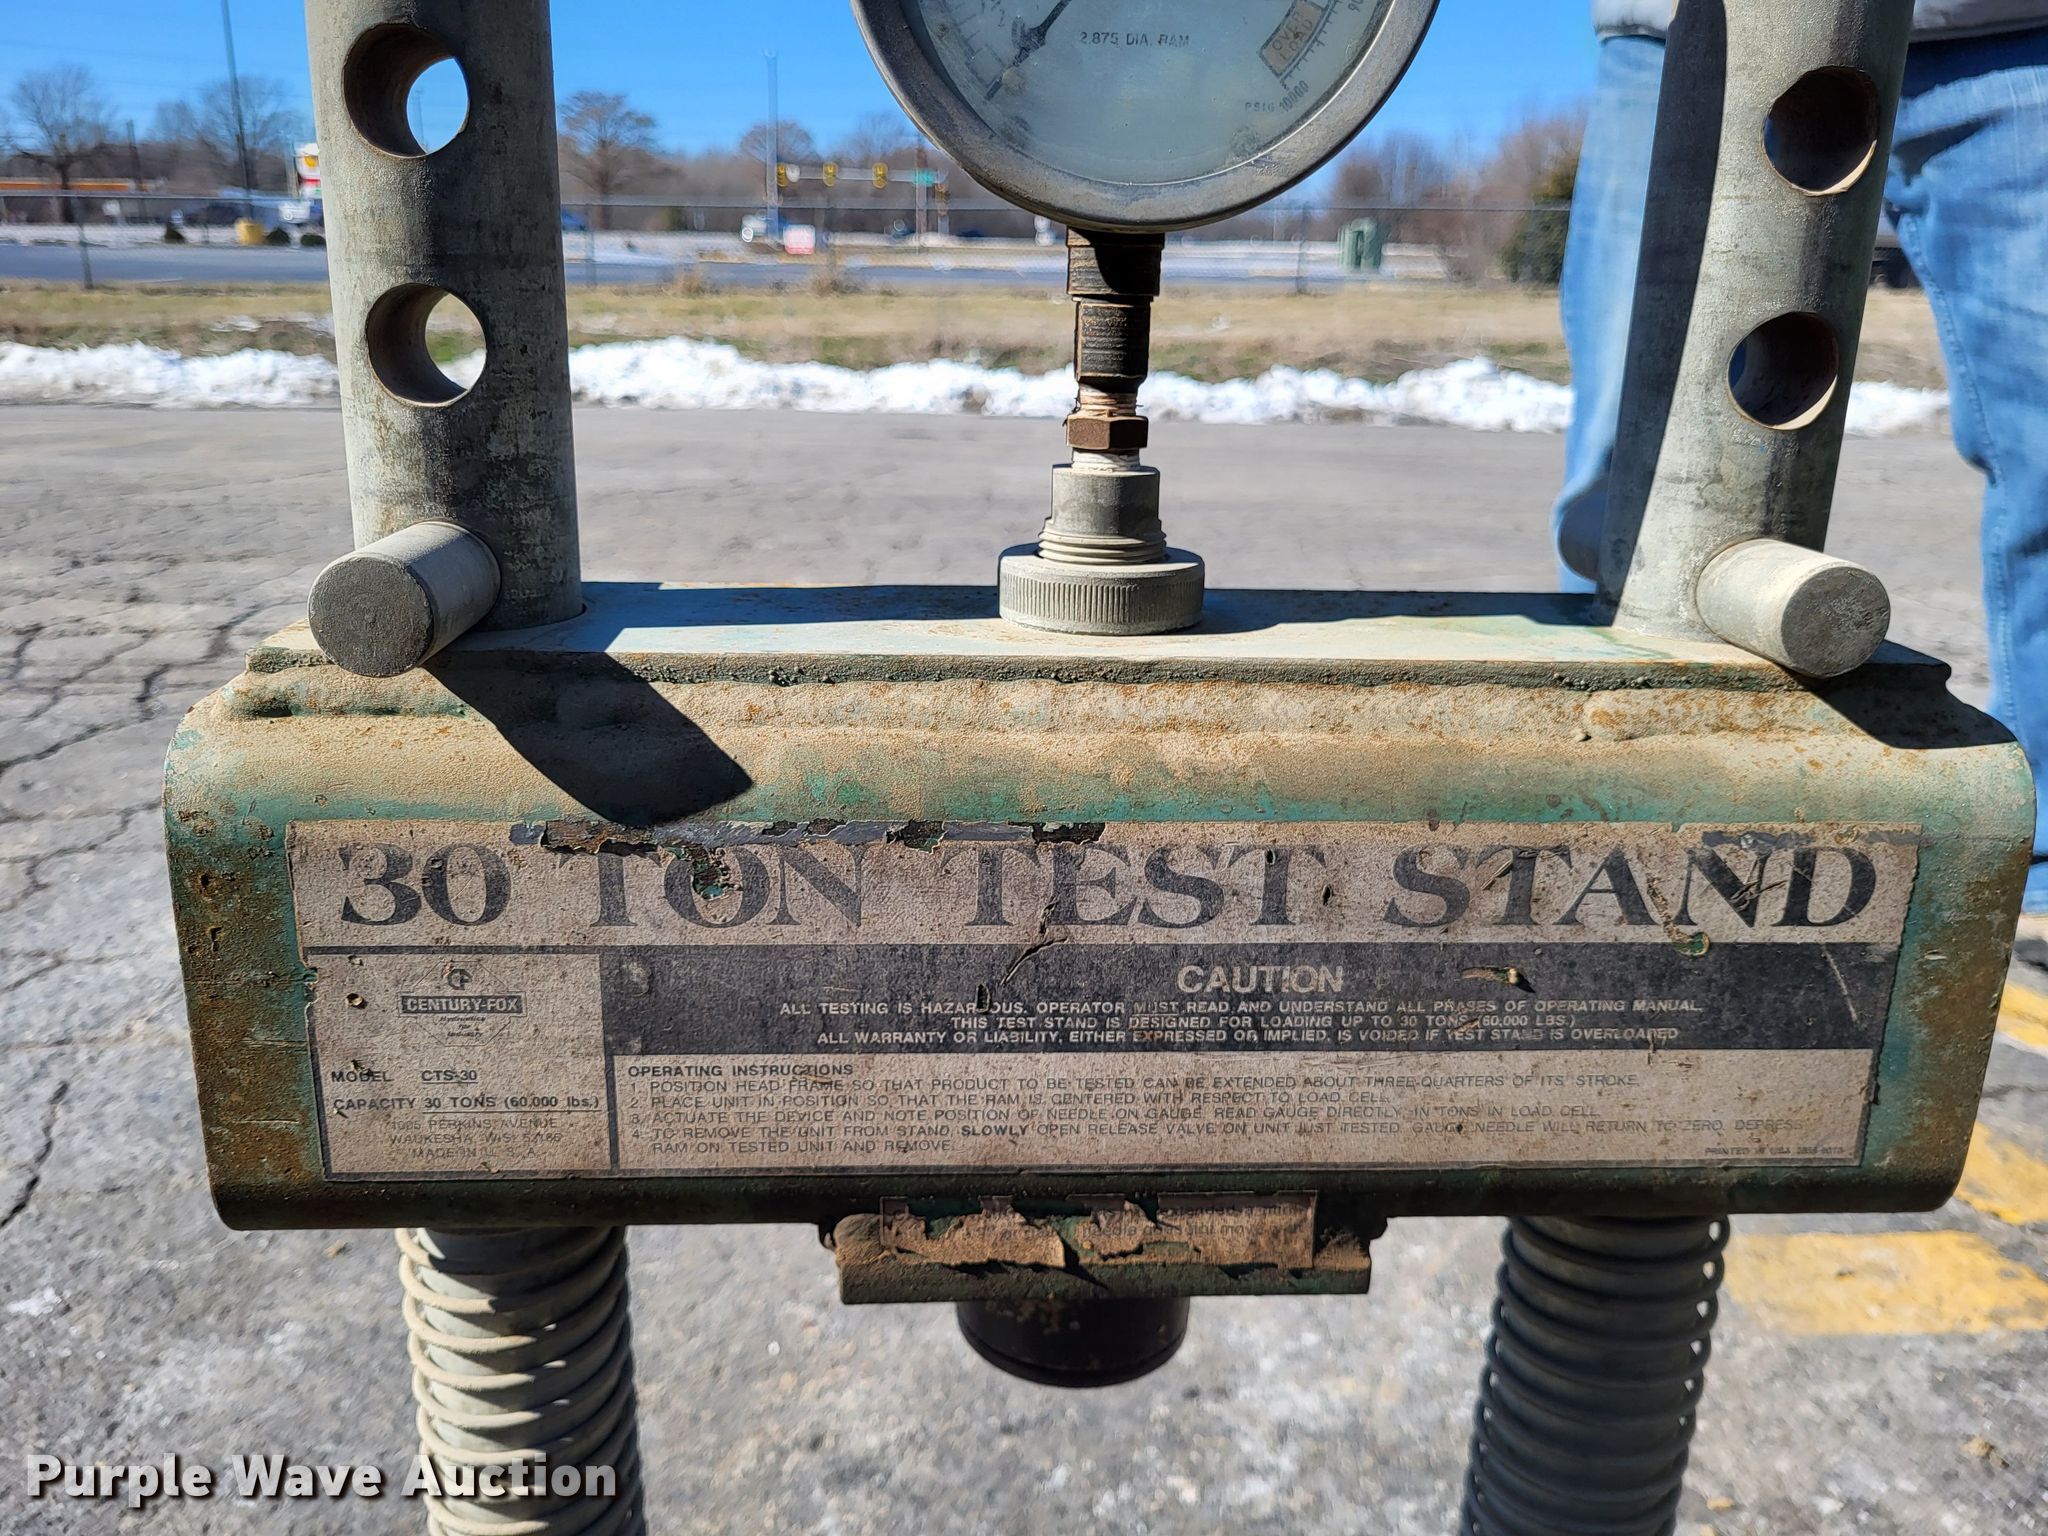 2.875 DIA. RAM
OVER
LOAD
PSIG 10000
30 TON TEST STAND
CF
CENTURY-FOX
Hydraulics
for
Industry
MODEL CTS-30
CAPACITY 30 TONS (60,000 lbs.)
PERKINS AVENUE
WAUKESHA, WIS.
MADE IN U. S. A.
CAUTION
ALL TESTING IS HAZARDOUS. OPERATOR MUST READ AND UNDERSTAND ALL PHASES OF OPERATING MANUAL.
THIS TEST STAND IS DESIGNED FOR LOADING UP TO 30 TONS (60,000 LBS.)
ALL WARRANTY OR LIABILITY, EITHER EXPRESSED OR IMPLIED, IS VOIDED IF TEST STAND IS OVERLOADED
OPERATING INSTRUCTIONS
1. POSITION HEAD FRAME SO THAT PRODUCT TO BE TESTED CAN BE EXTENDED ABOUT THREE-QUARTERS OF ITS STROKE.
2. PLACE UNIT IN POSITION SO THAT THE RAM IS CENTERED WITH RESPECT TO LOAD CELL.
3. ACTUATE THE DEVICE AND NOTE POSITION OF NEEDLE ON GAUGE. READ GAUGE DIRECTLY IN TONS IN LOAD CELL.
4. TO REMOVE THE UNIT FROM STAND SLOWLY OPEN RELEASE VALVE ON UNIT JUST TESTED. GAUGE NEEDLE WILL RETURN TO ZERO. DEPRESS
RAM ON TESTED UNIT AND REMOVE.
PRINTED IN USA
Purple Wave Auction